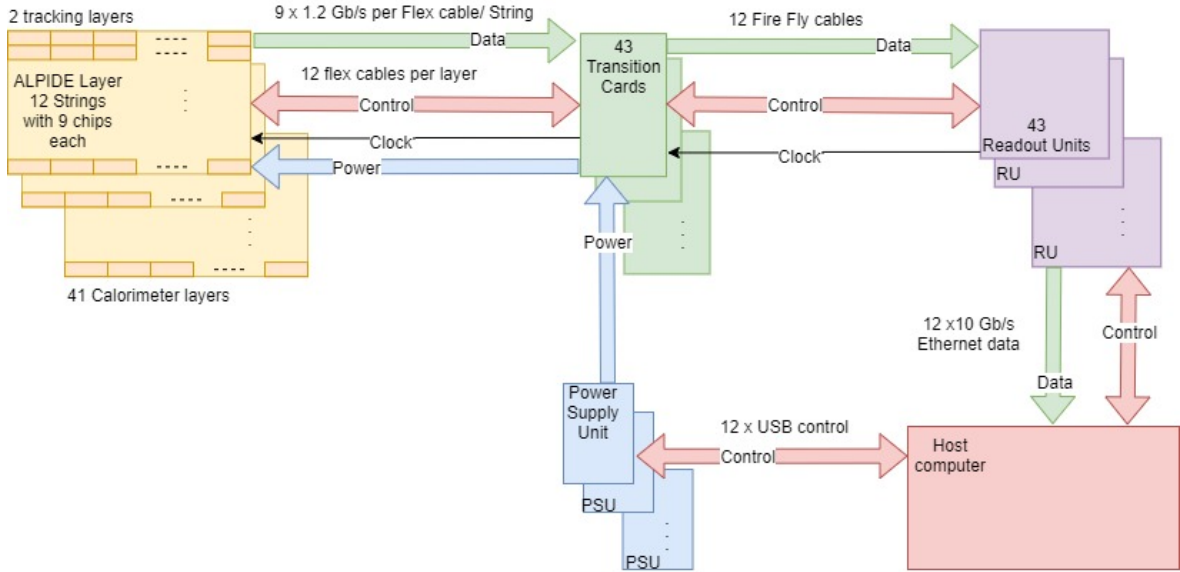 2 tracking layers
9 x 1.2 Gb/s per Flex cable/ String
Data
12 Fire Fly cables
Data
ALPIDE Layer
12 Strings
with 9 chips
each
12 flex cables per layer
Control
Clock
Power
43
Transition
Cards
Control
Clock
43
Readout Units
RU
RU
41 Calorimeter layers
Power
12 x10 Gb/s
Ethernet data
Control
Data
Power
Supply
Unit
PSU
PSU
12 x USB control
Control
Host
computer